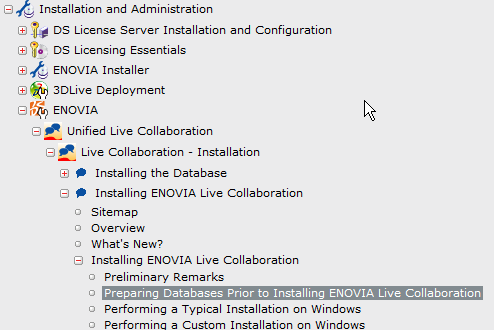 Installation and Administration
DS License Server Installation and Configuration
DS Licensing Essentials
ENOVIA Installer
3DLive Deployment
ENOVIA
Unified Live Collaboration
Live Collaboration - Installation
Installing the Database
Installing ENOVIA Live Collaboration
Sitemap
Overview
What's New?
Installing ENOVIA Live Collaboration
Preliminary Remarks
Preparing Databases Prior to Installing ENOVIA Live Collaboration
Performing a Typical Installation on Windows
Performing a Custom Installation on Windows